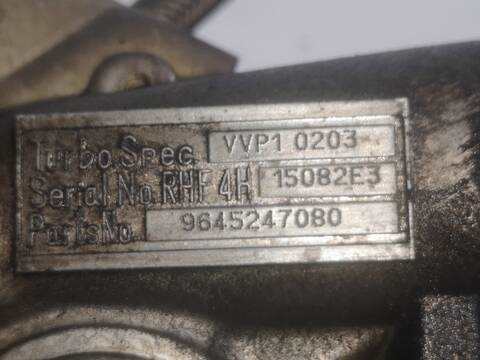 Turbo Spec. VVP1 0203
Serial No. RHF4H 15082E3
Parts No. 9645247080